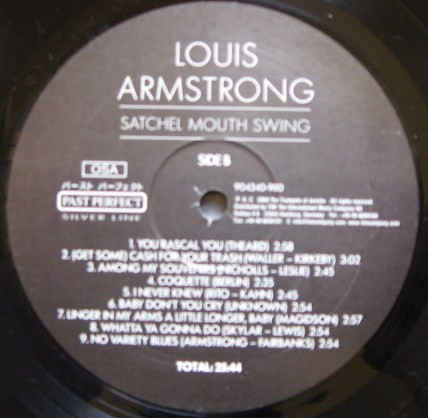 LOUIS
ARMSTRONG
SATCHEL MOUTH SWING
SIDE B
OSA
904340-980
パースト パーフェクト
PAST PERFECT
SILVER LINE
All rights reserved.
1. YOU RASCAL YOU (THEARD) 2:58
2. (GET SOME) CASH FOR YOUR TRASH (WALLER – KIRKEBY) 3:02
3. AMONG MY SOUVENIRS (NICHOLLS – LESLIE) 2:45
4. COQUETTE (BERLIN) 2:35
5. I NEVER KNEW (RITO – KAHN) 2:45
6. BABY DON'T YOU CRY (UNKNOWN) 2:54
7. LINGER IN MY ARMS A LITTLE LONGER, BABY (MAGIDSON) 2:57
8. WHATTA YA GONNA DO (SKYLAR – LEWIS) 2:54
9. NO VARIETY BLUES (ARMSTRONG – FAIRBANKS) 2:54
TOTAL: 25:44